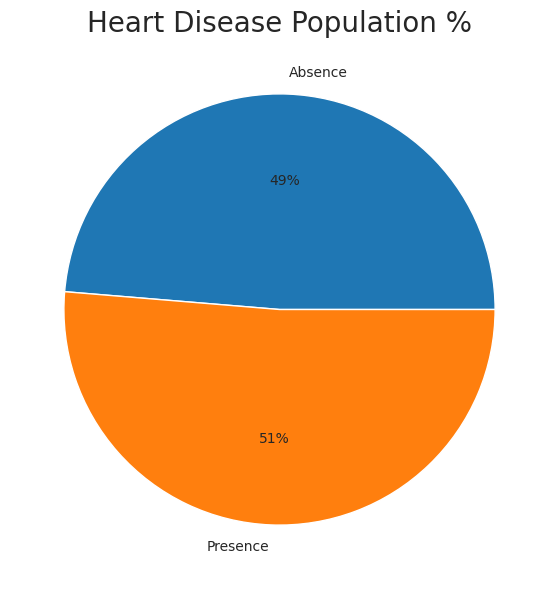 Heart Disease Population %
Absence
49%
51%
Presence